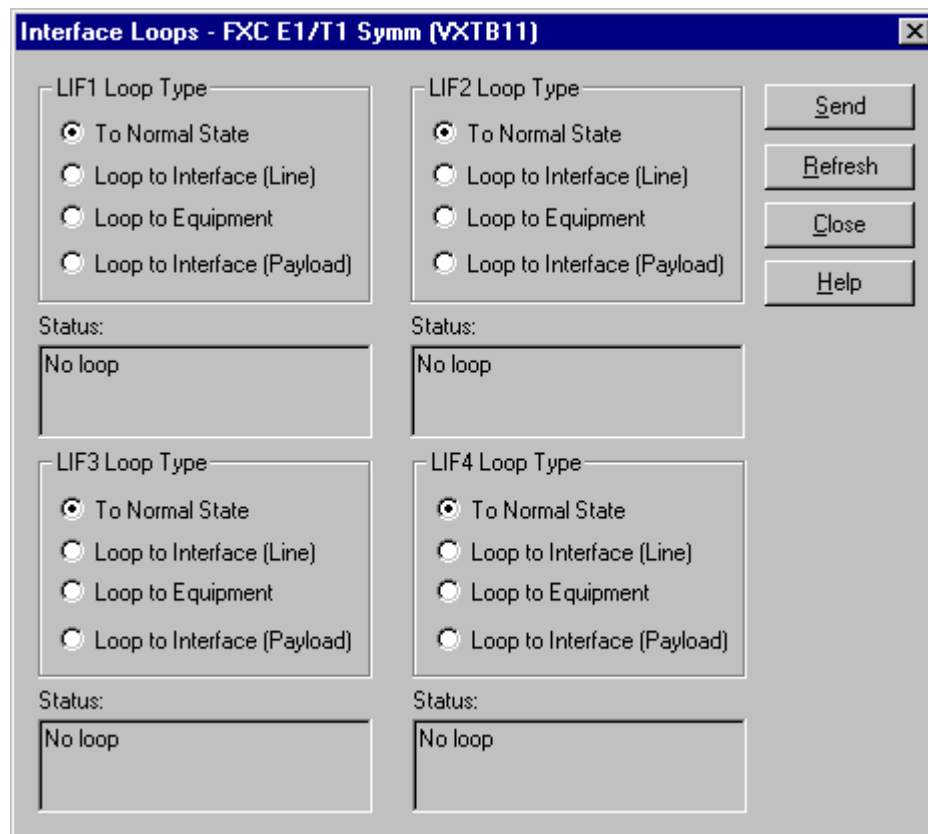 Interface Loops - FXC E1/T1 Symm (VXTB11)
LIF1 Loop Type
To Normal State
Loop to Interface (Line)
Loop to Equipment
Loop to Interface (Payload)
Status:
No loop
LIF2 Loop Type
To Normal State
Loop to Interface (Line)
Loop to Equipment
Loop to Interface (Payload)
Status:
No loop
Send
Refresh
Close
Help
LIF3 Loop Type
To Normal State
Loop to Interface (Line)
Loop to Equipment
Loop to Interface (Payload)
Status:
No loop
LIF4 Loop Type
To Normal State
Loop to Interface (Line)
Loop to Equipment
Loop to Interface (Payload)
Status:
No loop